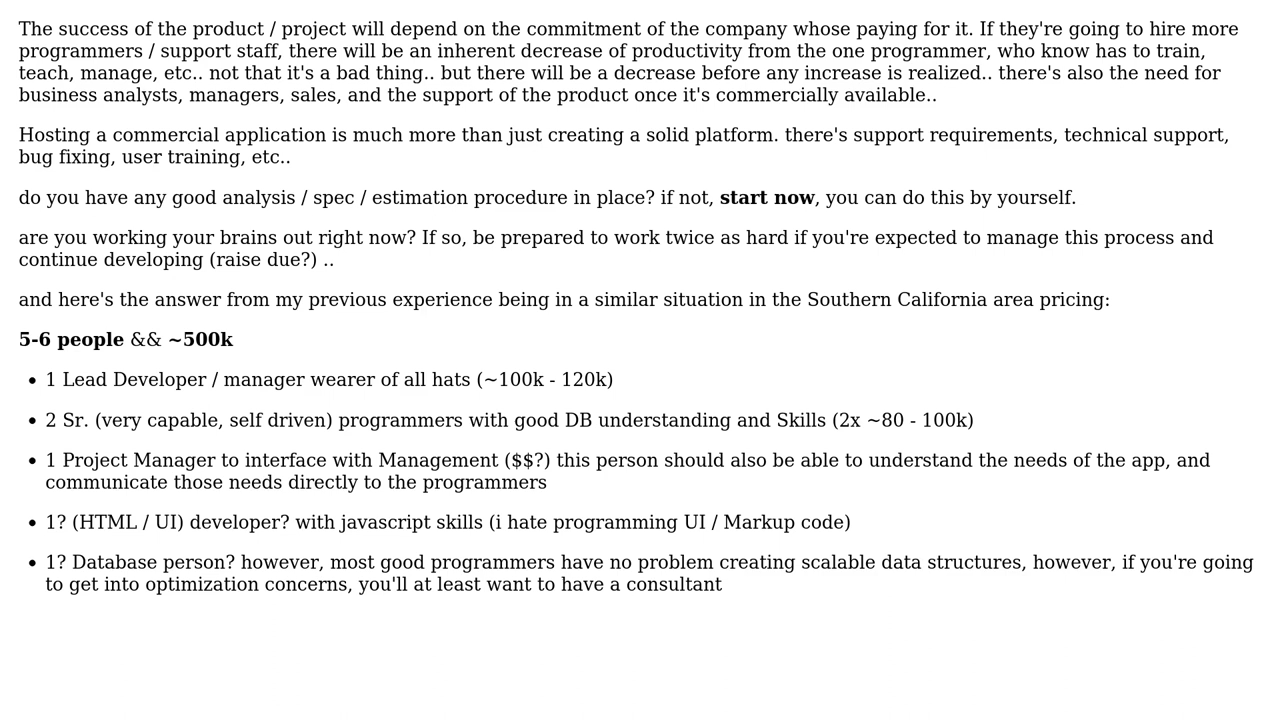 The success of the product / project will depend on the commitment of the company whose paying for it. If they're going to hire more
programmers / support staff, there will be an inherent decrease of productivity from the one programmer, who know has to train,
teach, manage, etc.. not that it's a bad thing.. but there will be a decrease before any increase is realized.. there's also the need for
business analysts, managers, sales, and the support of the product once it's commercially available..
Hosting a commercial application is much more than just creating a solid platform. there's support requirements, technical support,
bug fixing, user training, etc..
do you have any good analysis / spec / estimation procedure in place? if not, start now, you can do this by yourself.
are you working your brains out right now? If so, be prepared to work twice as hard if you're expected to manage this process and
continue developing (raise due?) ..
and here's the answer from my previous experience being in a similar situation in the Southern California area pricing:
5-6 people && ~500k
• 1 Lead Developer / manager wearer of all hats (~100k - 120k)
• 2 Sr. (very capable, self driven) programmers with good DB understanding and Skills (2x ~80 - 100k)
• 1 Project Manager to interface with Management ($$?) this person should also be able to understand the needs of the app, and
communicate those needs directly to the programmers
• 1? (HTML / UI) developer? with javascript skills (i hate programming UI / Markup code)
• 1? Database person? however, most good programmers have no problem creating scalable data structures, however, if you're going
to get into optimization concerns, you'll at least want to have a consultant